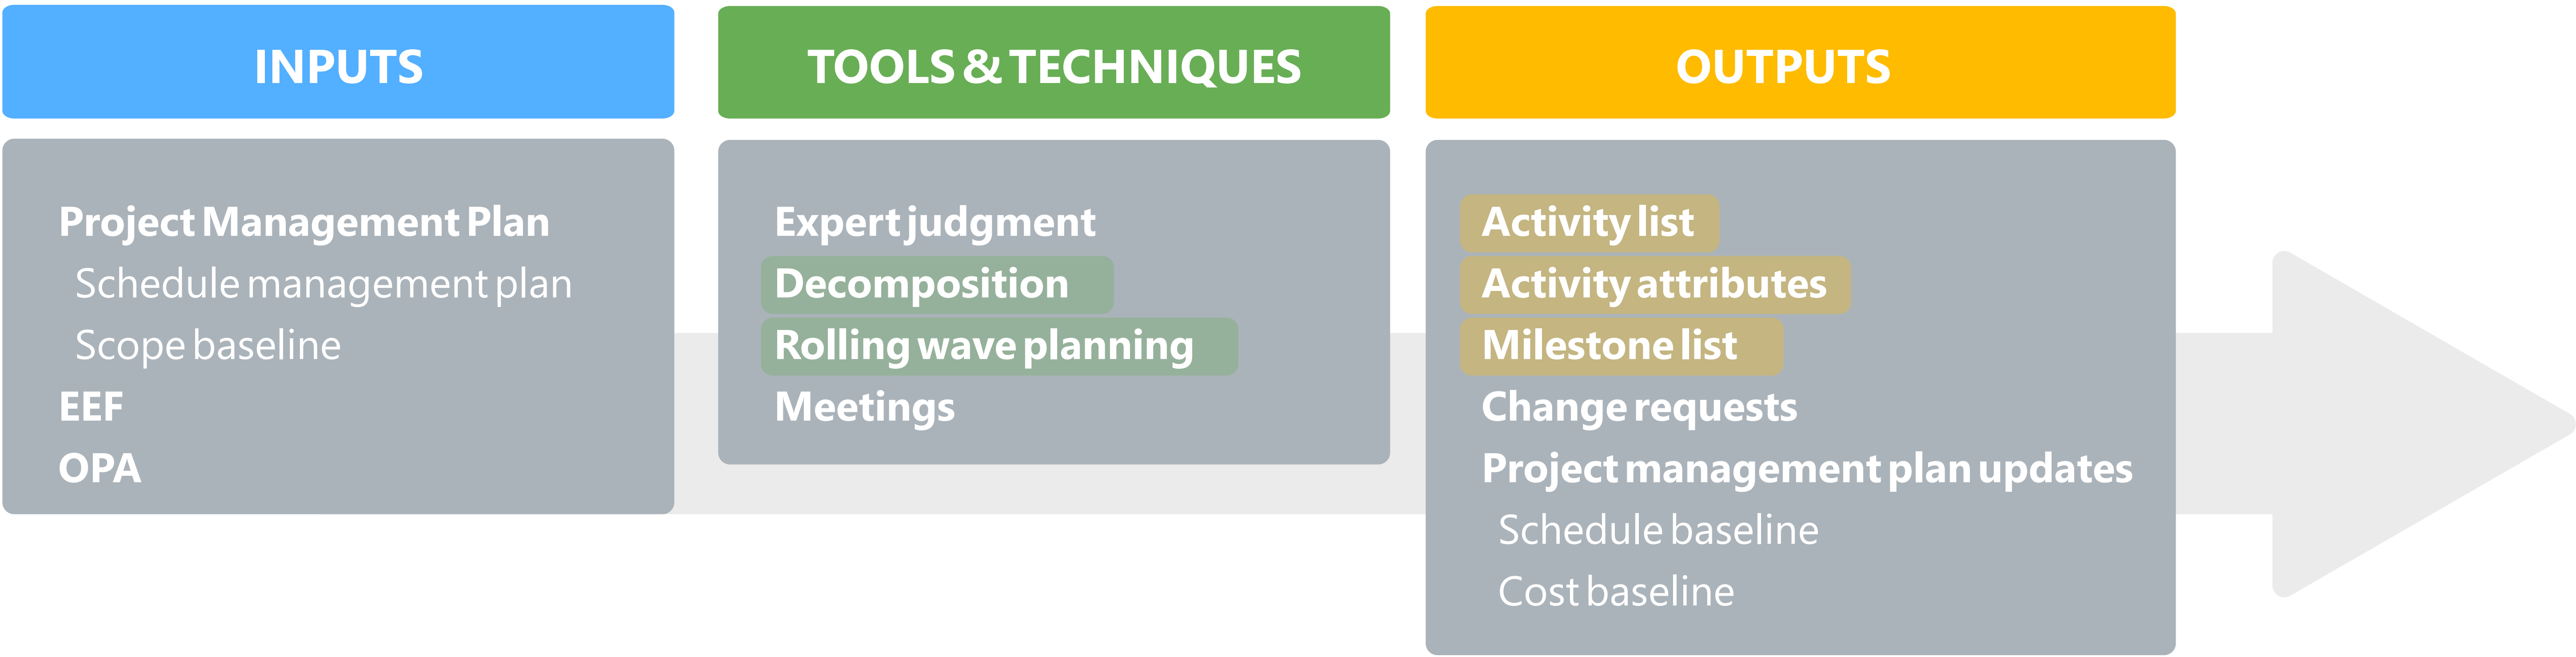 INPUTS
Project Management Plan
Schedule management plan
Scope baseline
EEF
OPA
TOOLS & TECHNIQUES
Expert judgment
Decomposition
Rolling wave planning
Meetings
OUTPUTS
Activity list
Activity attributes
Milestone list
Change requests
Project management plan updates
Schedule baseline
Cost baseline